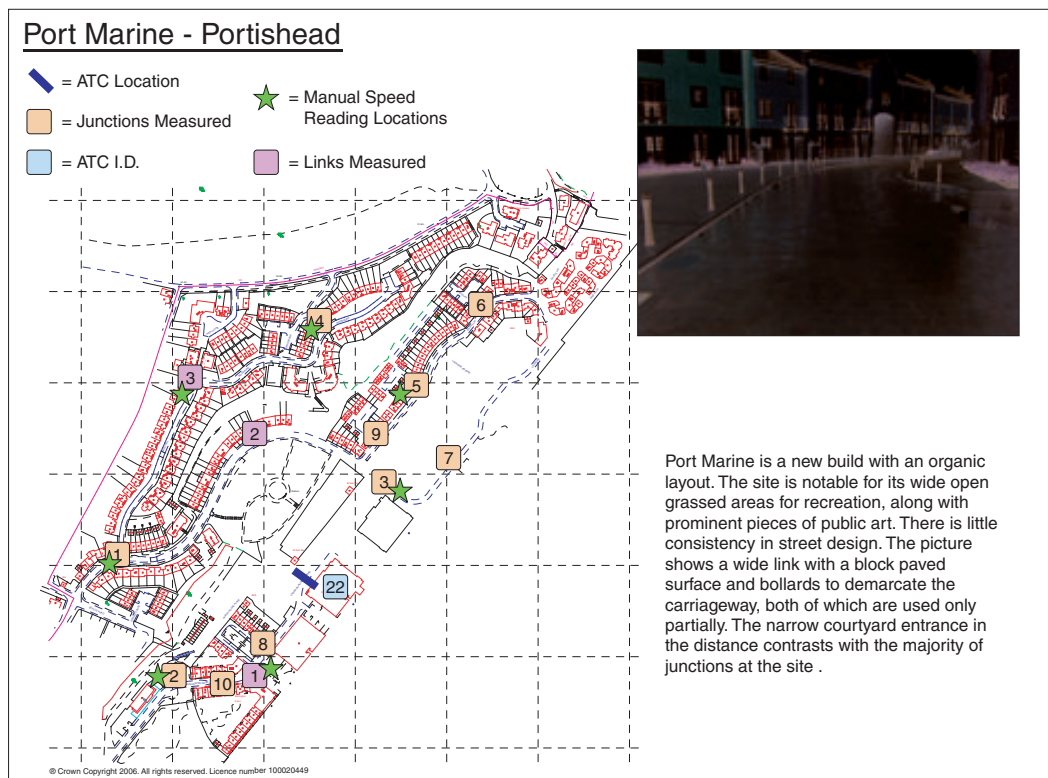 Port Marine - Portishead
= ATC Location
= Manual Speed
Reading Locations
= Junctions Measured
= ATC I.D.
= Links Measured
6
4
3
5
2
9
7
3
1
22
8
2
10
1
Port Marine is a new build with an organic
layout. The site is notable for its wide open
grassed areas for recreation, along with
prominent pieces of public art. There is little
consistency in street design. The picture
shows a wide link with a block paved
surface and bollards to demarcate the
carriageway, both of which are used only
partially. The narrow courtyard entrance in
the distance contrasts with the majority of
junctions at the site .
© Crown Copyright 2006. All rights reserved. Licence number 100020449